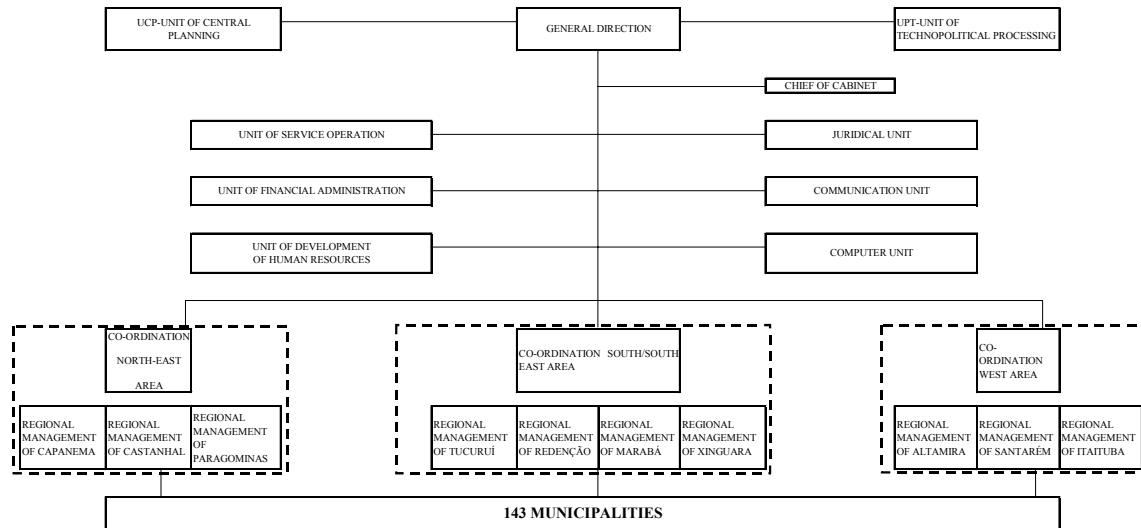 UCP-UNIT OF CENTRAL
PLANNING
GENERAL DIRECTION
UPT-UNIT OF
TECHNOPOLITICAL PROCESSING
CHIEF OF CABINET
UNIT OF SERVICE OPERATION
JURIDICAL UNIT
UNIT OF FINANCIAL ADMINISTRATION
COMMUNICATION UNIT
UNIT OF DEVELOPMENT
OF HUMAN RESOURCES
COMPUTER UNIT
CO-ORDINATION
NORTH-EAST
AREA
CO-ORDINATION SOUTH/SOUTH
EAST AREA
CO-
ORDINATION
WEST AREA
REGIONAL
MANAGEMENT
OF CAPANEMA
REGIONAL
MANAGEMENT
OF CASTANHAL
REGIONAL
MANAGEMENT
OF
PARAGOMINAS
REGIONAL
MANAGEMENT
OF TUCURUÍ
REGIONAL
MANAGEMENT
OF REDENÇÃO
REGIONAL
MANAGEMENT
OF MARABÁ
REGIONAL
MANAGEMENT
OF XINGUARA
REGIONAL
MANAGEMENT
OF ALTAMIRA
REGIONAL
MANAGEMENT
OF SANTARÉM
REGIONAL
MANAGEMENT
OF ITAITUBA
143 MUNICIPALITIES